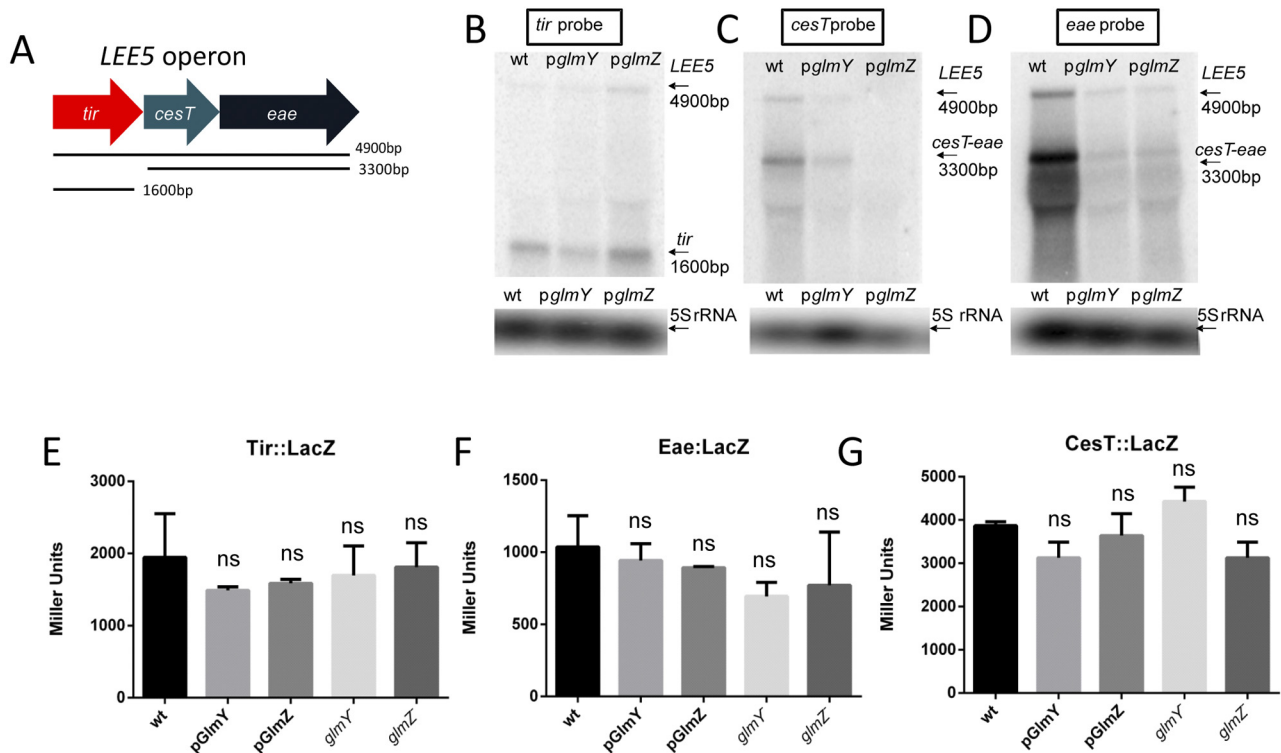 A
LEE5 operon
tir
cesT
eae
4900bp
3300bp
1600bp
B
tir probe
wt pglmY pglmZ
LEE5
4900bp
tir
1600bp
wt pglmY pglmZ
5S rRNA
C
cesT probe
wt pglmY pglmZ
LEE5
4900bp
cesT-eae
3300bp
wt pglmY pglmZ
5S rRNA
D
eae probe
wt pglmY pglmZ
LEE5
4900bp
cesT-eae
3300bp
wt pglmY pglmZ
5S rRNA
E
Tir::LacZ
Miller Units
3000
2000
1000
0
ns
ns
ns
ns
wt
pGlmY
pGlmZ
glmY-
glmZ-
F
Eae:LacZ
Miller Units
1500
1000
500
0
ns
ns
ns
ns
wt
pGlmY
pGlmZ
glmY-
glmZ-
G
CesT::LacZ
Miller Units
5000
4000
3000
2000
1000
0
ns
ns
ns
ns
wt
pGlmY
pGlmZ
glmY-
glmZ-